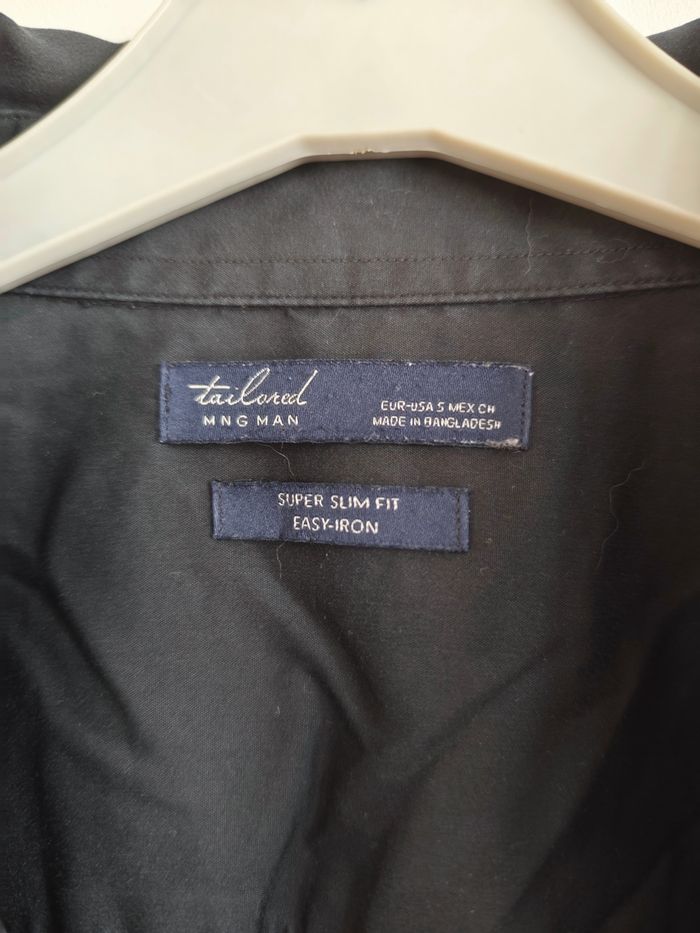 tailored
MNG MAN
EUR-USA S MEX CH
MADE IN BANGLADESH
SUPER SLIM FIT
EASY-IRON